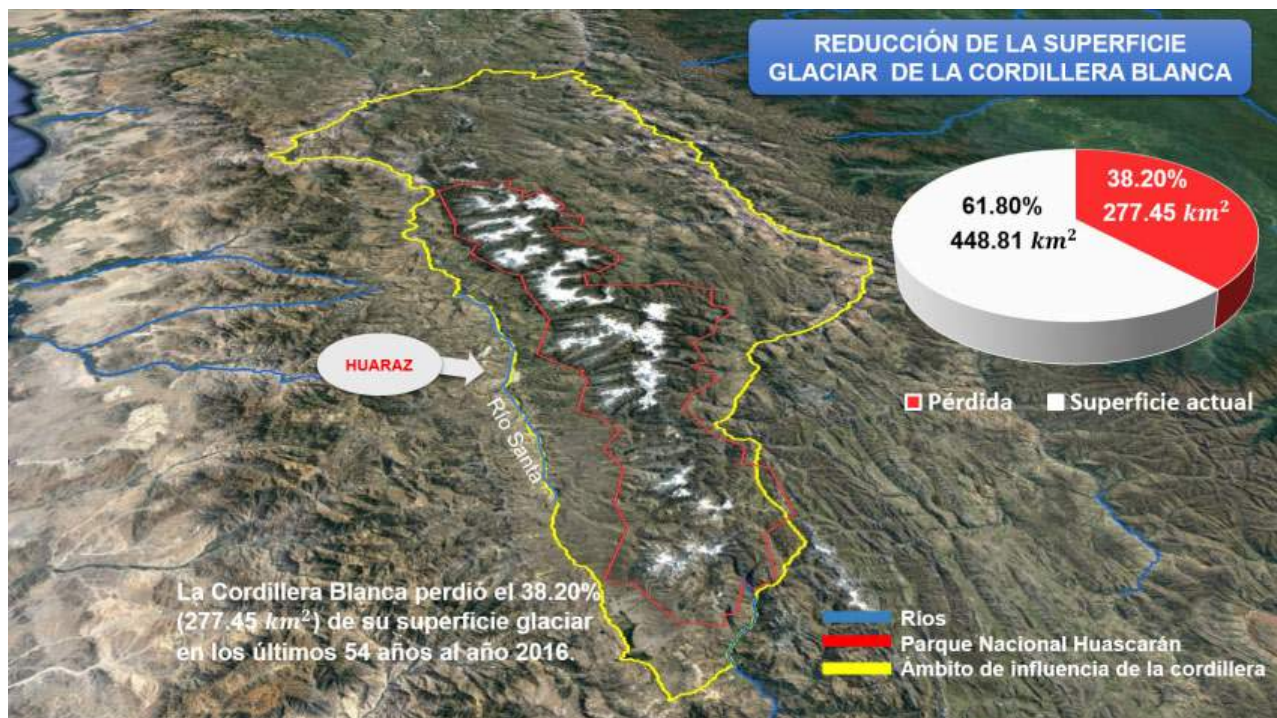 REDUCCIÓN DE LA SUPERFICIE
GLACIAR DE LA CORDILLERA BLANCA
38.20%
277.45 km²
61.80%
448.81 km²
Pérdida
Superficie actual
HUARAZ
Río Santa
La Cordillera Blanca perdió el 38.20%
(277.45 km²) de su superficie glaciar
en los últimos 54 años al año 2016.
Ríos
Parque Nacional Huascarán
Ámbito de influencia de la cordillera